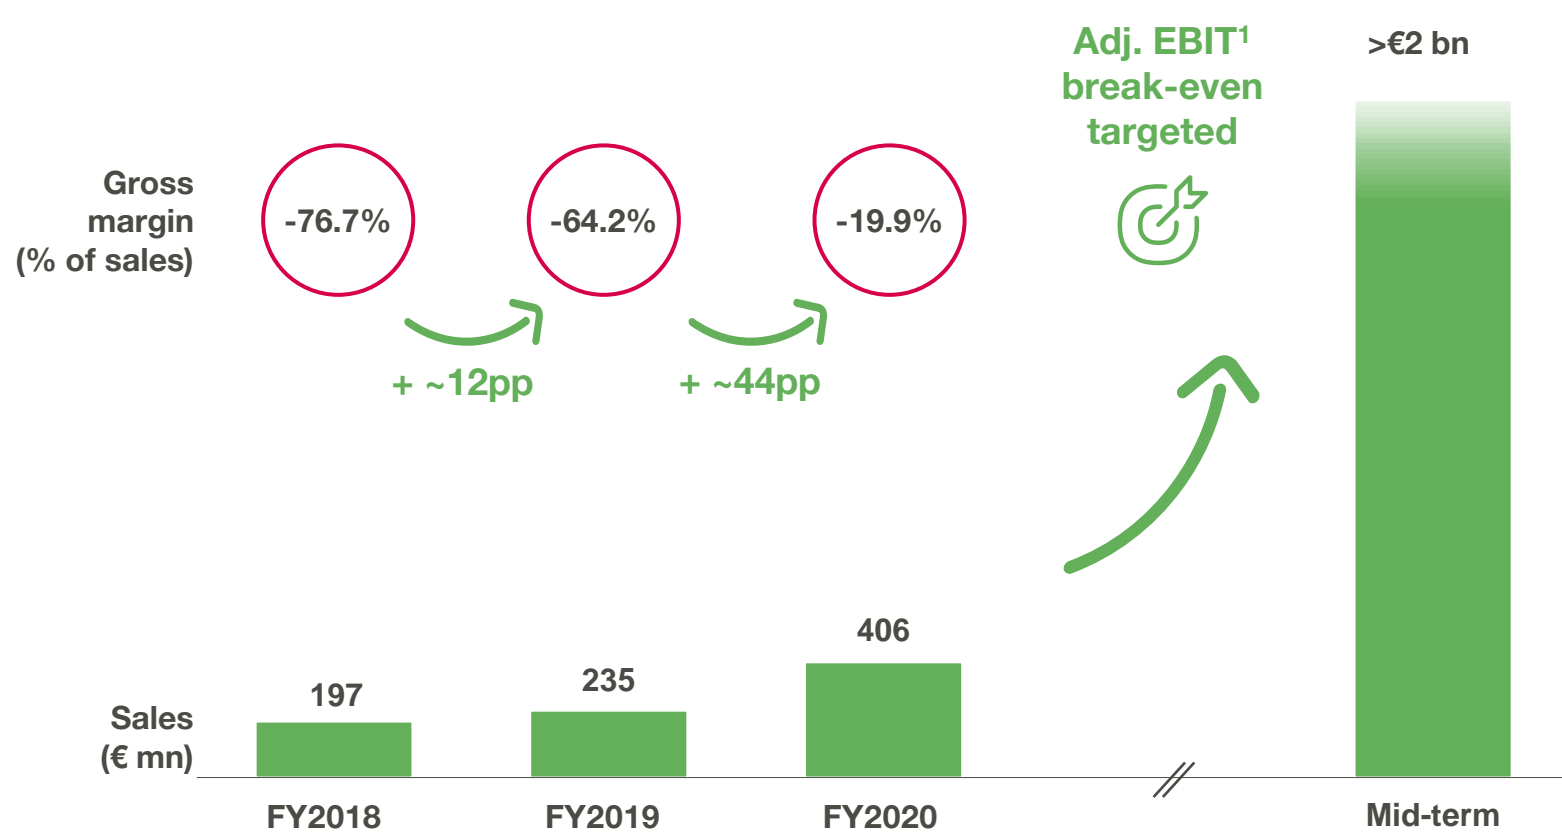 Adj. EBIT¹
break-even
targeted
>€2 bn
Gross
margin
(% of sales)
-76.7%
-64.2%
-19.9%
+ ~12pp
+ ~44pp
Sales
(€ mn)
197
235
406
FY2018
FY2019
FY2020
Mid-term